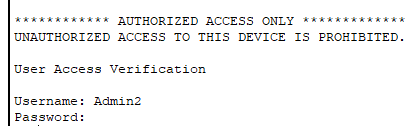 ************ AUTHORIZED ACCESS ONLY *************
UNAUTHORIZED ACCESS TO THIS DEVICE IS PROHIBITED.
User Access Verification
Username: Admin2
Password: